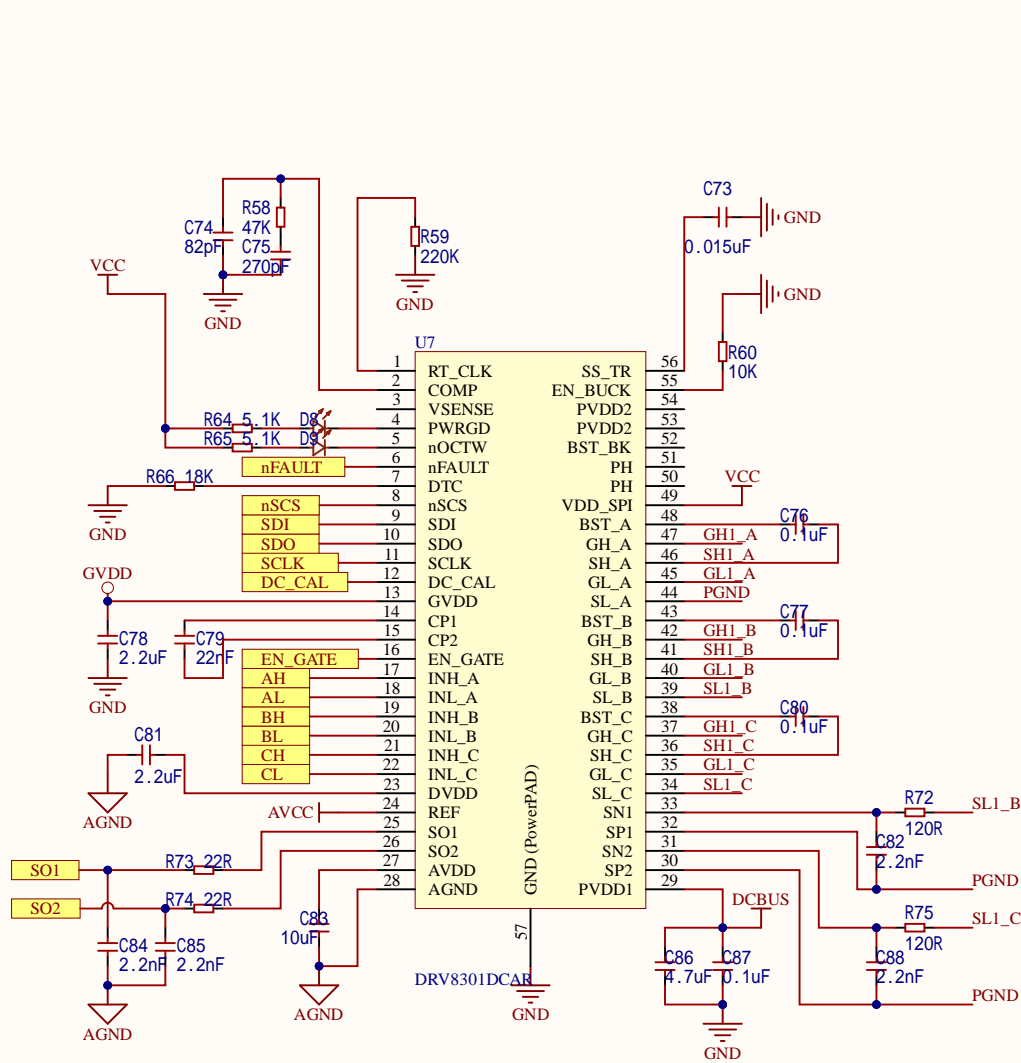 C73
GND
0.015uF
R58
47K
C74
82pF
C75
270pF
GND
R59
220K
GND
VCC
GND
R60
10K
U7
1 RT_CLK
2 COMP
3 VSENSE
4 PWRGD
5 nOCTW
6 nFAULT
7 DTC
8 nSCS
9 SDI
10 SDO
11 SCLK
12 DC_CAL
13 GVDD
14 CP1
15 CP2
16 EN_GATE
17 INH_A
18 INL_A
19 INH_B
20 INL_B
21 INH_C
22 INL_C
23 DVDD
24 REF
25 SO1
26 SO2
27 AVDD
28 AGND
SS_TR 56
EN_BUCK 55
PVDD2 54
PVDD2 53
BST_BK 52
PH 51
PH 50
VDD_SPI 49
BST_A 48
GH_A 47
SH_A 46
GL_A 45
SL_A 44
BST_B 43
GH_B 42
SH_B 41
GL_B 40
SL_B 39
BST_C 38
GH_C 37
SH_C 36
GL_C 35
SL_C 34
SN1 33
SP1 32
SN2 31
SP2 30
PVDD1 29
GND (PowerPAD)
57
DRV8301DCAR
GND
R64 5.1K D8
R65 5.1K D9
nFAULT
R66 18K
GND
nSCS
SDI
SDO
SCLK
DC_CAL
GVDD
C78
2.2uF
GND
C79
22nF
EN_GATE
AH
AL
BH
BL
CH
CL
C81
2.2uF
AGND
AVCC
SO1
R73 22R
SO2
R74 22R
C84
2.2nF
C85
2.2nF
AGND
C83
10uF
AGND
VCC
C76
0.1uF
GH1_A
SH1_A
GL1_A
PGND
C77
0.1uF
GH1_B
SH1_B
GL1_B
SL1_B
C80
0.1uF
GH1_C
SH1_C
GL1_C
SL1_C
R72
120R
SL1_B
C82
2.2nF
PGND
DCBUS
R75
120R
SL1_C
C86
4.7uF
C87
0.1uF
C88
2.2nF
PGND
GND